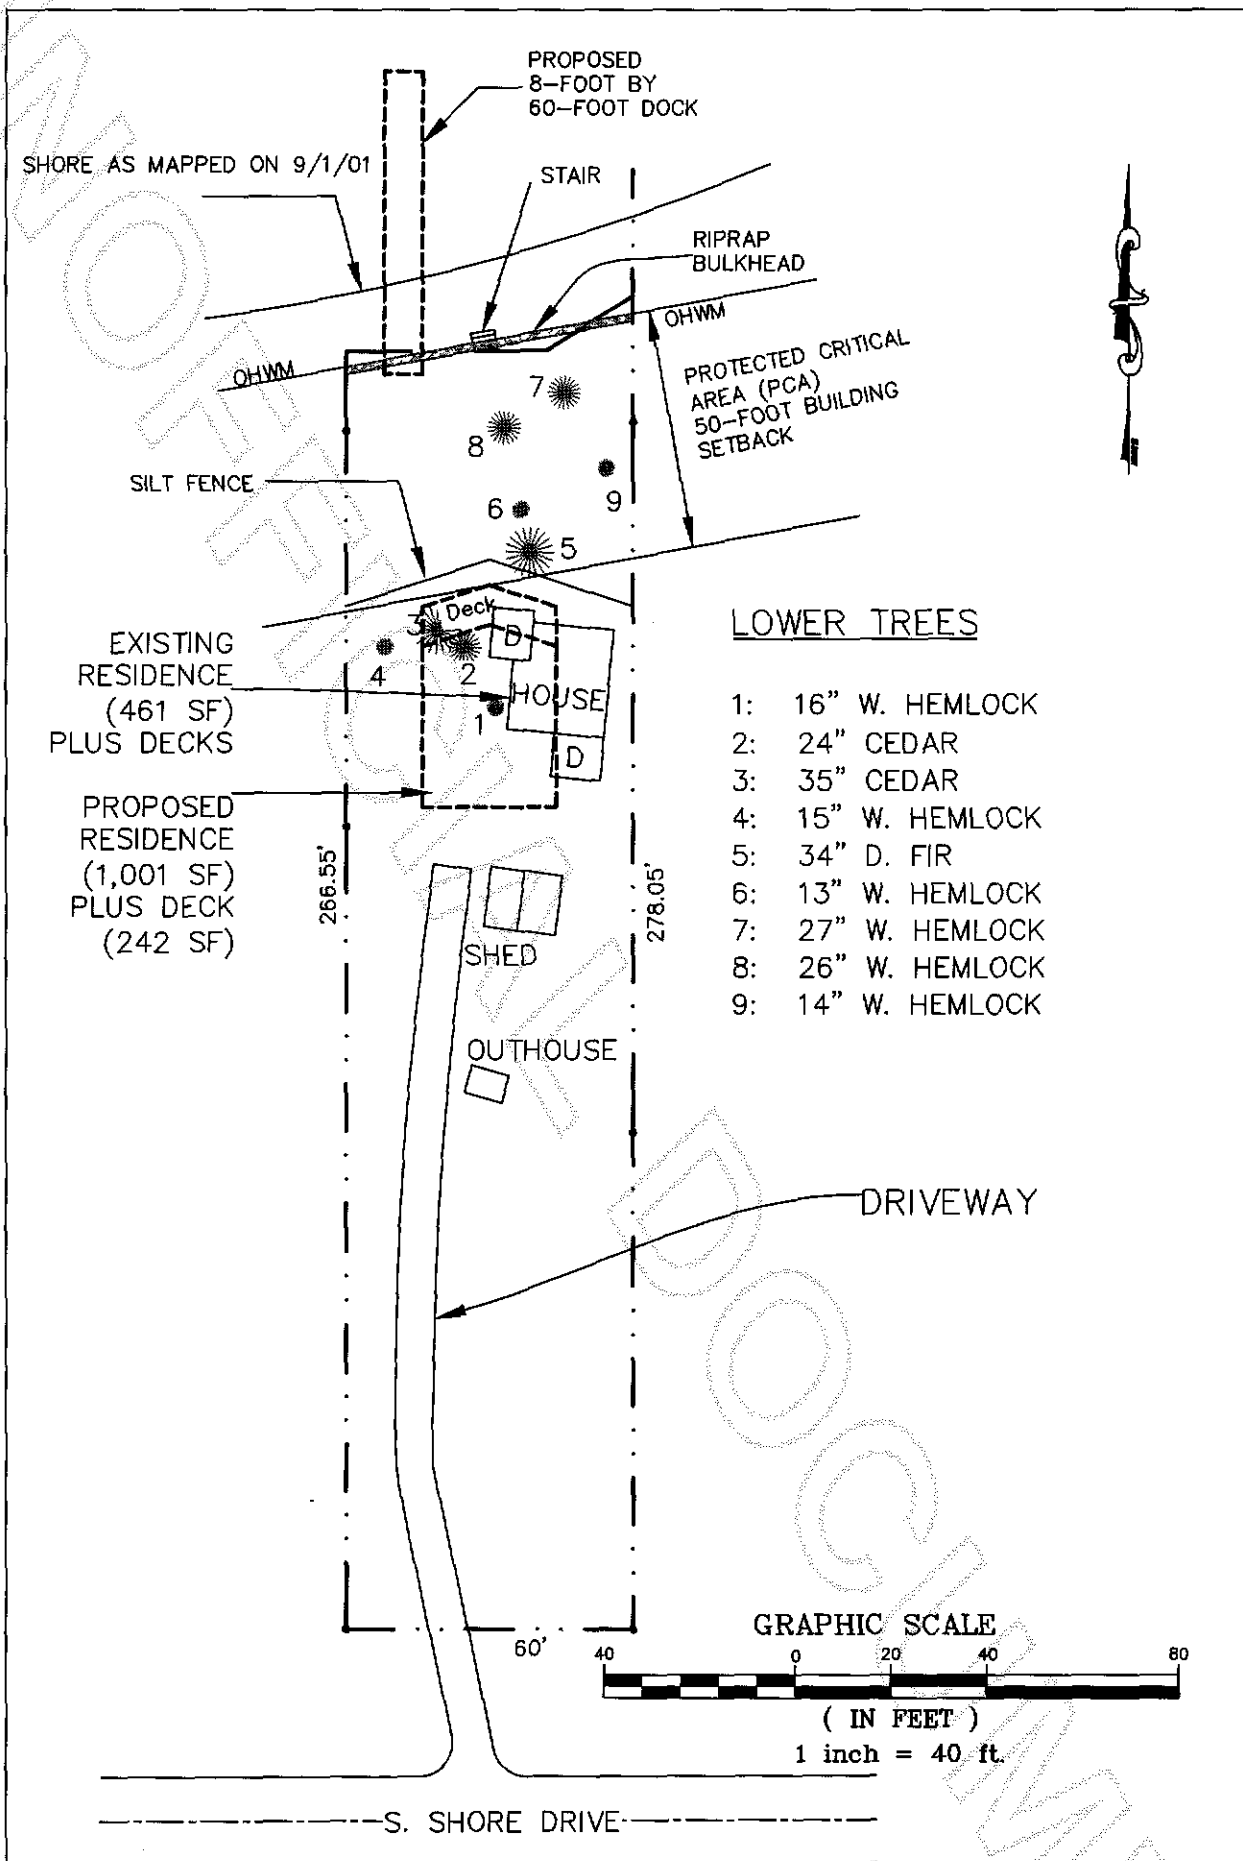 PROPOSED
8-FOOT BY
60-FOOT DOCK
SHORE AS MAPPED ON 9/1/01
STAIR
RIPRAP
BULKHEAD
OHWM
OHWM
PROTECTED CRITICAL
AREA (PCA)
50-FOOT BUILDING
SETBACK
7
8
9
SILT FENCE
6
5
Deck
3
D
4
2
HOUSE
1
D
EXISTING
RESIDENCE
(461 SF)
PLUS DECKS
PROPOSED
RESIDENCE
(1,001 SF)
PLUS DECK
(242 SF)
LOWER TREES
1: 16" W. HEMLOCK
2: 24" CEDAR
3: 35" CEDAR
4: 15" W. HEMLOCK
5: 34" D. FIR
6: 13" W. HEMLOCK
7: 27" W. HEMLOCK
8: 26" W. HEMLOCK
9: 14" W. HEMLOCK
266.55'
278.05'
SHED
OUTHOUSE
DRIVEWAY
60'
GRAPHIC SCALE
40 0 20 40 80
( IN FEET )
1 inch = 40 ft.
S. SHORE DRIVE
UNOFFICIAL DOCUMENT